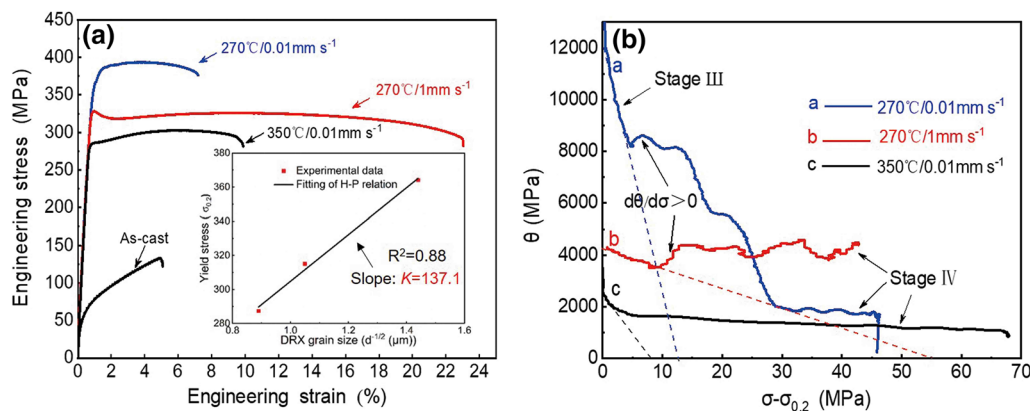 (a)
450
400
350
300
250
200
150
100
50
0
Engineering stress (MPa)
0 2 4 6 8 10 12 14 16 18 20 22 24
Engineering strain (%)
270℃/0.01mm s⁻¹
270℃/1mm s⁻¹
350℃/0.01mm s⁻¹
As-cast
Experimental data
Fitting of H-P relation
R²=0.88
Slope: K=137.1
380
360
340
320
300
280
Yield stress (σ0.2)
0.8 1.0 1.2 1.4 1.6
DRX grain size (d⁻¹/² (μm))
(b)
12000
10000
8000
6000
4000
2000
0
θ (MPa)
0 10 20 30 40 50 60 70
σ-σ0.2 (MPa)
a
Stage Ⅲ
a 270℃/0.01mm s⁻¹
b 270℃/1mm s⁻¹
c 350℃/0.01mm s⁻¹
dθ/dσ>0
b
Stage Ⅳ
c